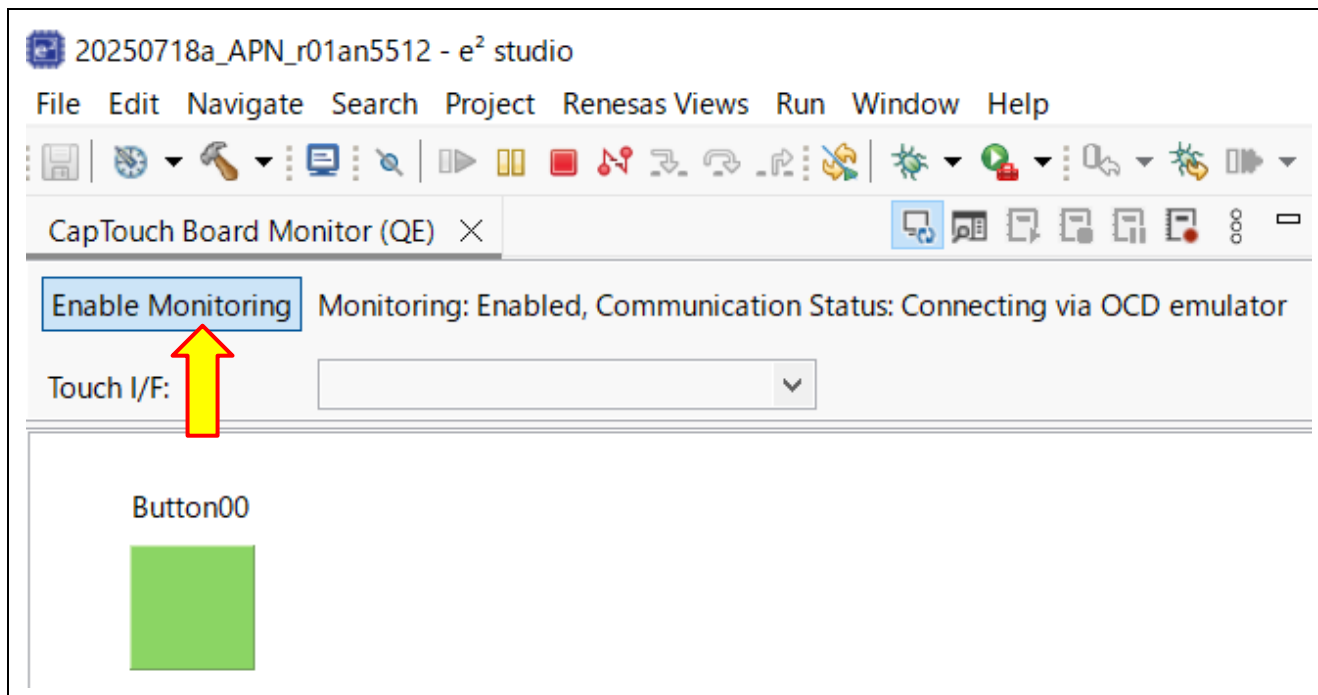 20250718a_APN_r01an5512 - e² studio
File Edit Navigate Search Project Renesas Views Run Window Help
CapTouch Board Monitor (QE)
Enable Monitoring Monitoring: Enabled, Communication Status: Connecting via OCD emulator
Touch I/F:
Button00